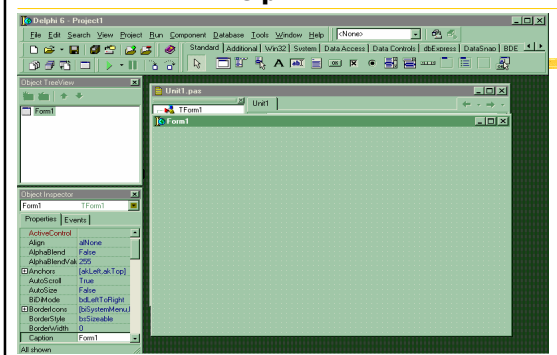 Delphi 6 - Project1
File Edit Search View Project Run Component Database Tools Window Help <None>
Standard Additional Win32 System Data Access Data Controls dbExpress DataSnap BDE
Object TreeView
Form1
Unit1.pas
TForm1
Unit1
Form1
Object Inspector
Form1 TForm1
Properties Events
ActiveControl
Align alNone
AlphaBlend False
AlphaBlendVal 255
Anchors [akLeft,akTop]
AutoScroll True
AutoSize False
BiDiMode bdLeftToRight
BorderIcons [biSystemMenu,
BorderStyle bsSizeable
BorderWidth 0
Caption Form1
All shown